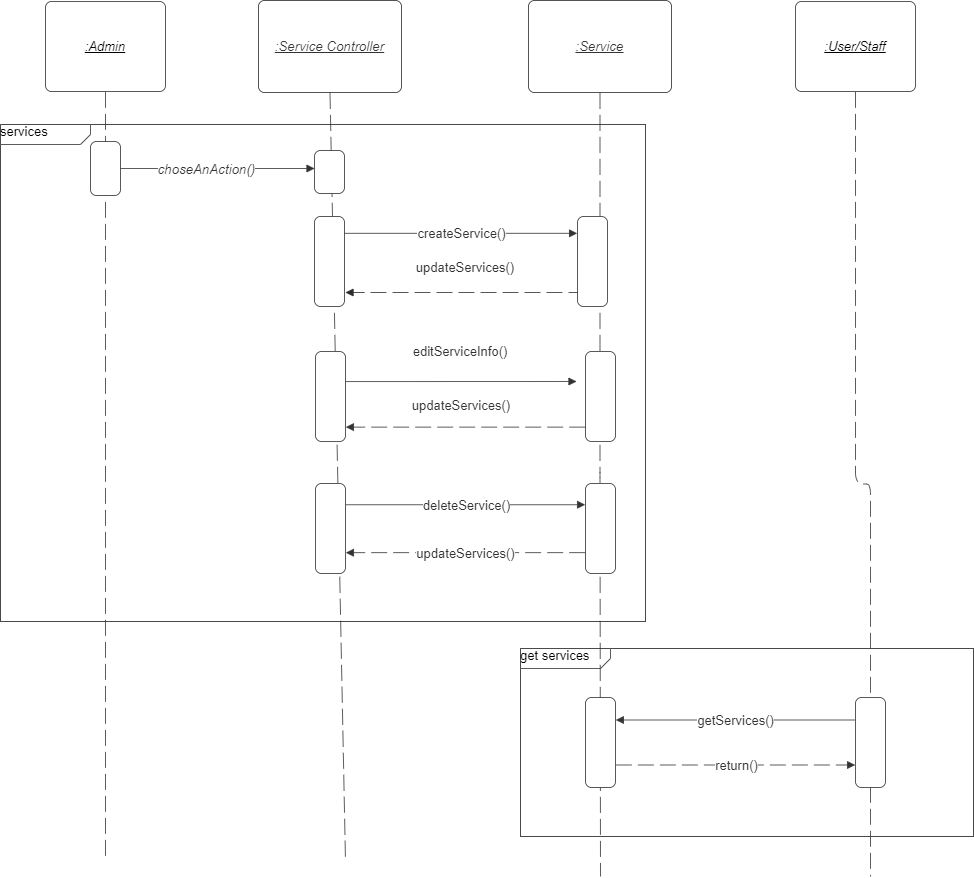 :Admin
:Service Controller
:Service
:User/Staff
services
choseAnAction()
createService()
updateServices()
editServiceInfo()
updateServices()
deleteService()
updateServices()
get services
getServices()
return()